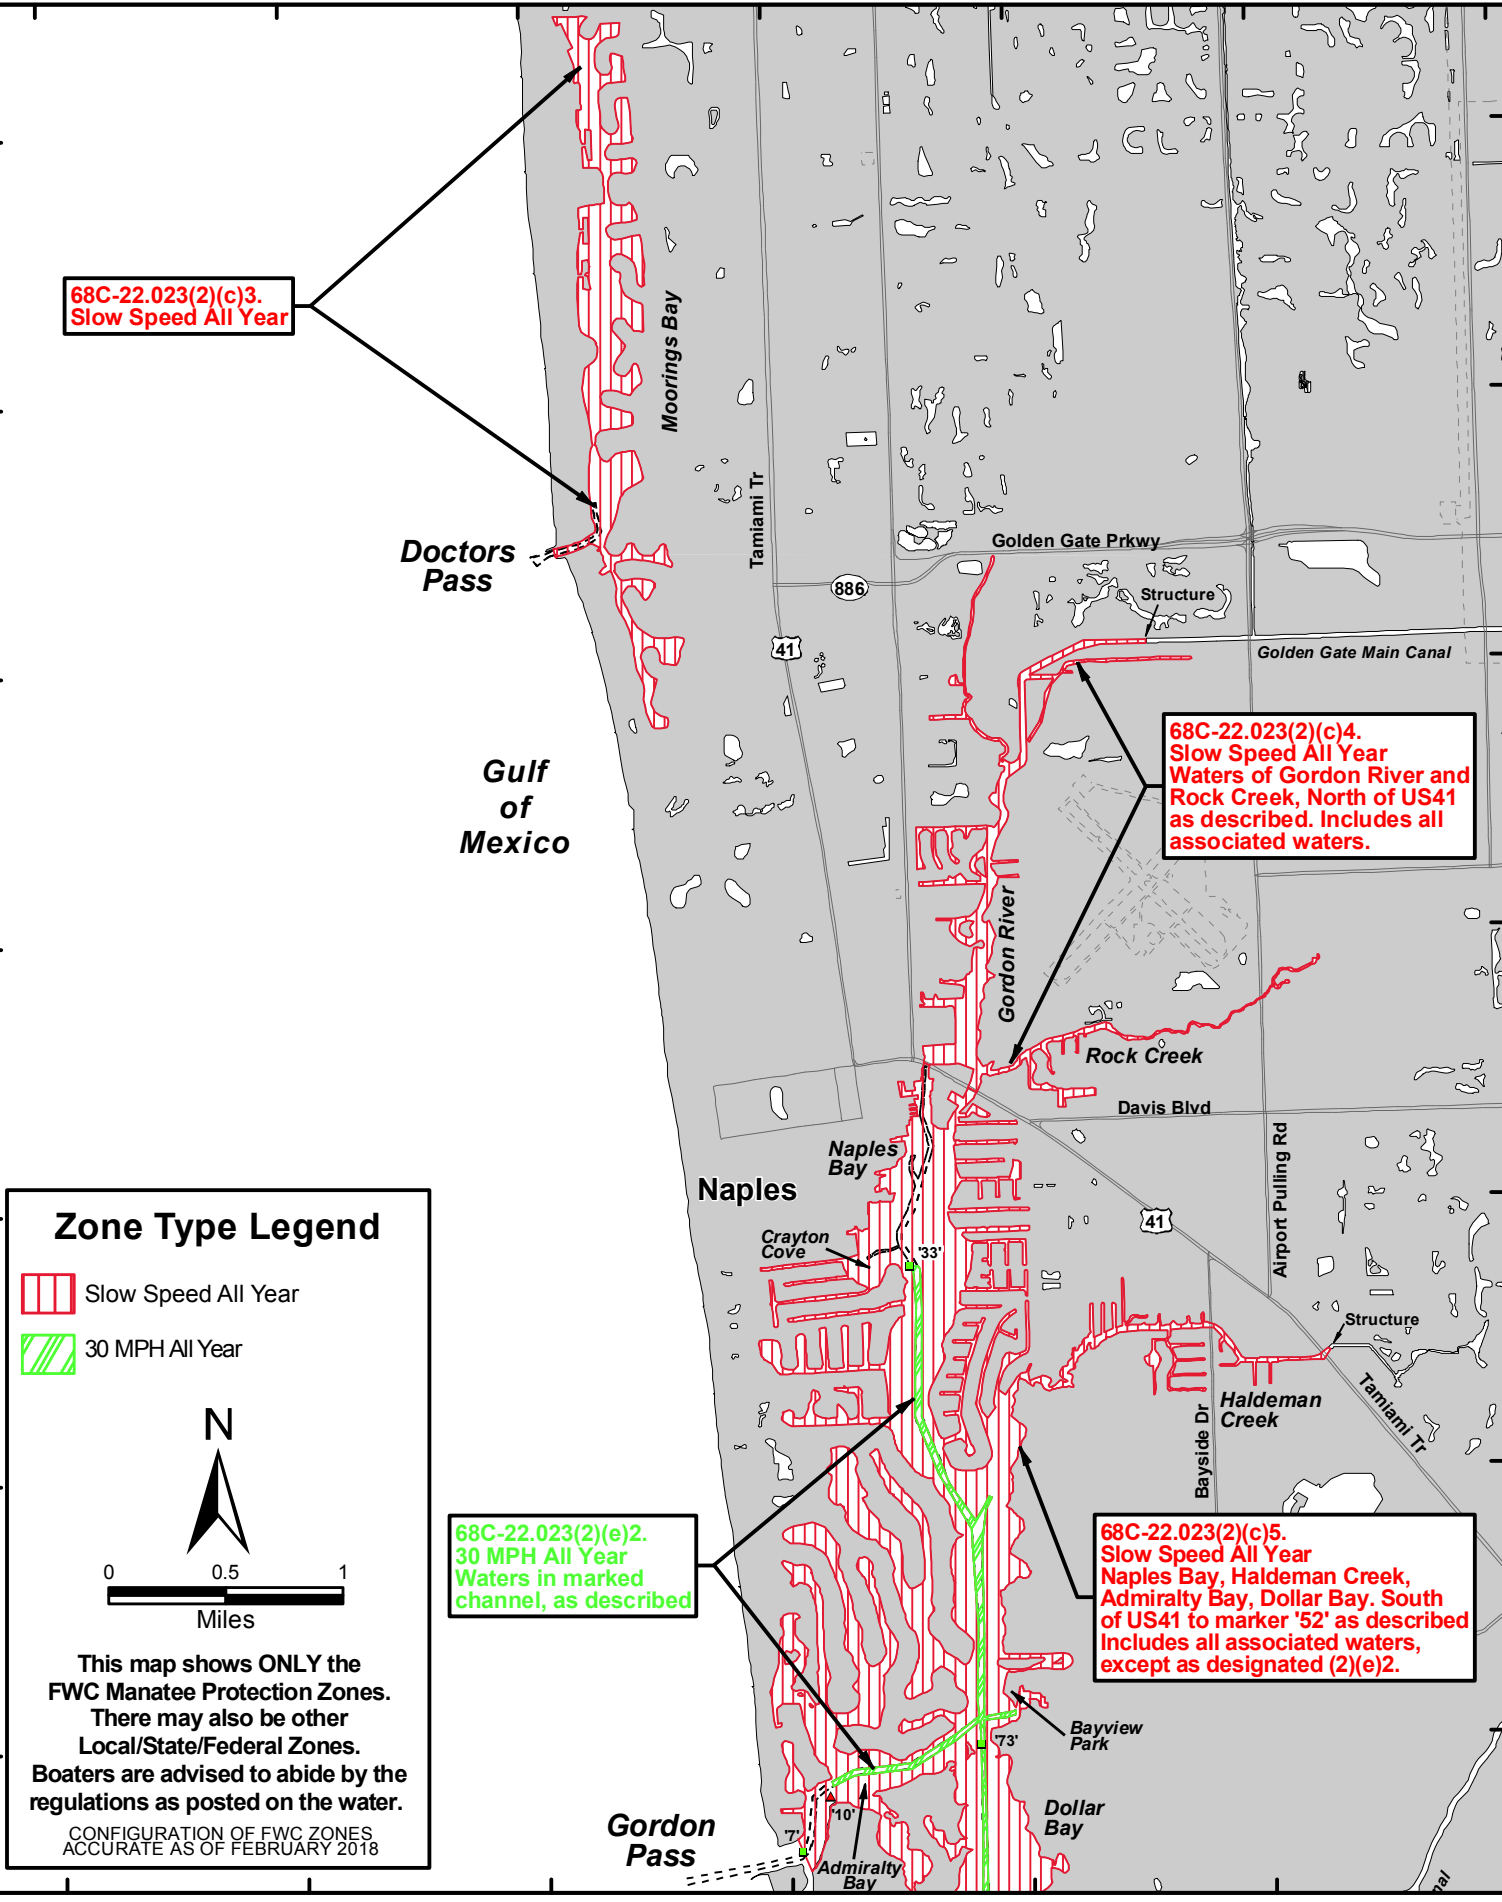 68C-22.023(2)(c)3.
Slow Speed All Year
Moorings Bay
Tamiami Tr
Doctors
Pass
Golden Gate Prkwy
886
Structure
41
Golden Gate Main Canal
68C-22.023(2)(c)4.
Slow Speed All Year
Waters of Gordon River and
Rock Creek, North of US41
as described. Includes all
associated waters.
Gulf
of
Mexico
Gordon River
Rock Creek
Davis Blvd
Naples
Bay
Naples
Airport Pulling Rd
41
Crayton
Cove
'33'
Structure
Haldeman
Creek
Tamiami Tr
Bayside Dr
68C-22.023(2)(e)2.
30 MPH All Year
Waters in marked
channel, as described
68C-22.023(2)(c)5.
Slow Speed All Year
Naples Bay, Haldeman Creek,
Admiralty Bay, Dollar Bay. South
of US41 to marker '52' as described
Includes all associated waters,
except as designated (2)(e)2.
Bayview
Park
'73'
Dollar
Bay
'10'
'7'
Gordon
Pass
Admiralty
Bay
nal
Zone Type Legend
Slow Speed All Year
30 MPH All Year
N
0 0.5 1
Miles
This map shows ONLY the
FWC Manatee Protection Zones.
There may also be other
Local/State/Federal Zones.
Boaters are advised to abide by the
regulations as posted on the water.
CONFIGURATION OF FWC ZONES
ACCURATE AS OF FEBRUARY 2018